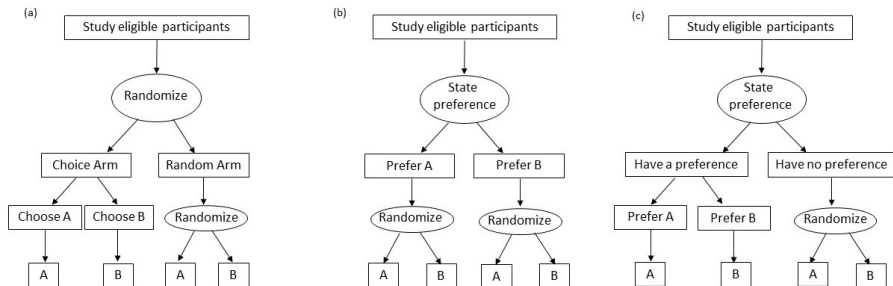 (a)
Study eligible participants
Randomize
Choice Arm
Random Arm
Choose A
Choose B
Randomize
A
B
A
B
(b)
Study eligible participants
State
preference
Prefer A
Prefer B
Randomize
Randomize
A
B
A
B
(c)
Study eligible participants
State
preference
Have a preference
Have no preference
Prefer A
Prefer B
Randomize
A
B
A
B